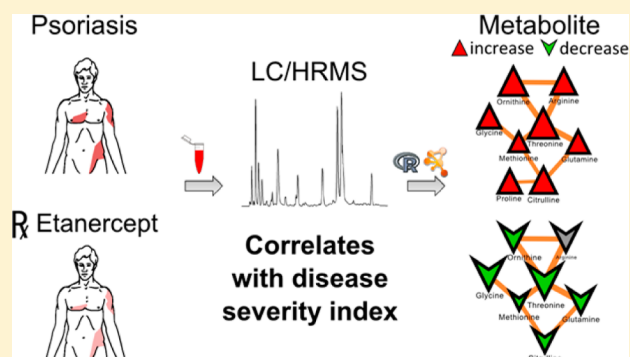 Psoriasis
LC/HRMS
Metabolite
increase decrease
Ornithine
Arginine
Glycine
Threonine
Methionine
Glutamine
Proline Citrulline
R
℞ Etanercept
Correlates
with disease
severity index
Ornithine
Arginine
Glycine
Threonine
Methionine
Glutamine